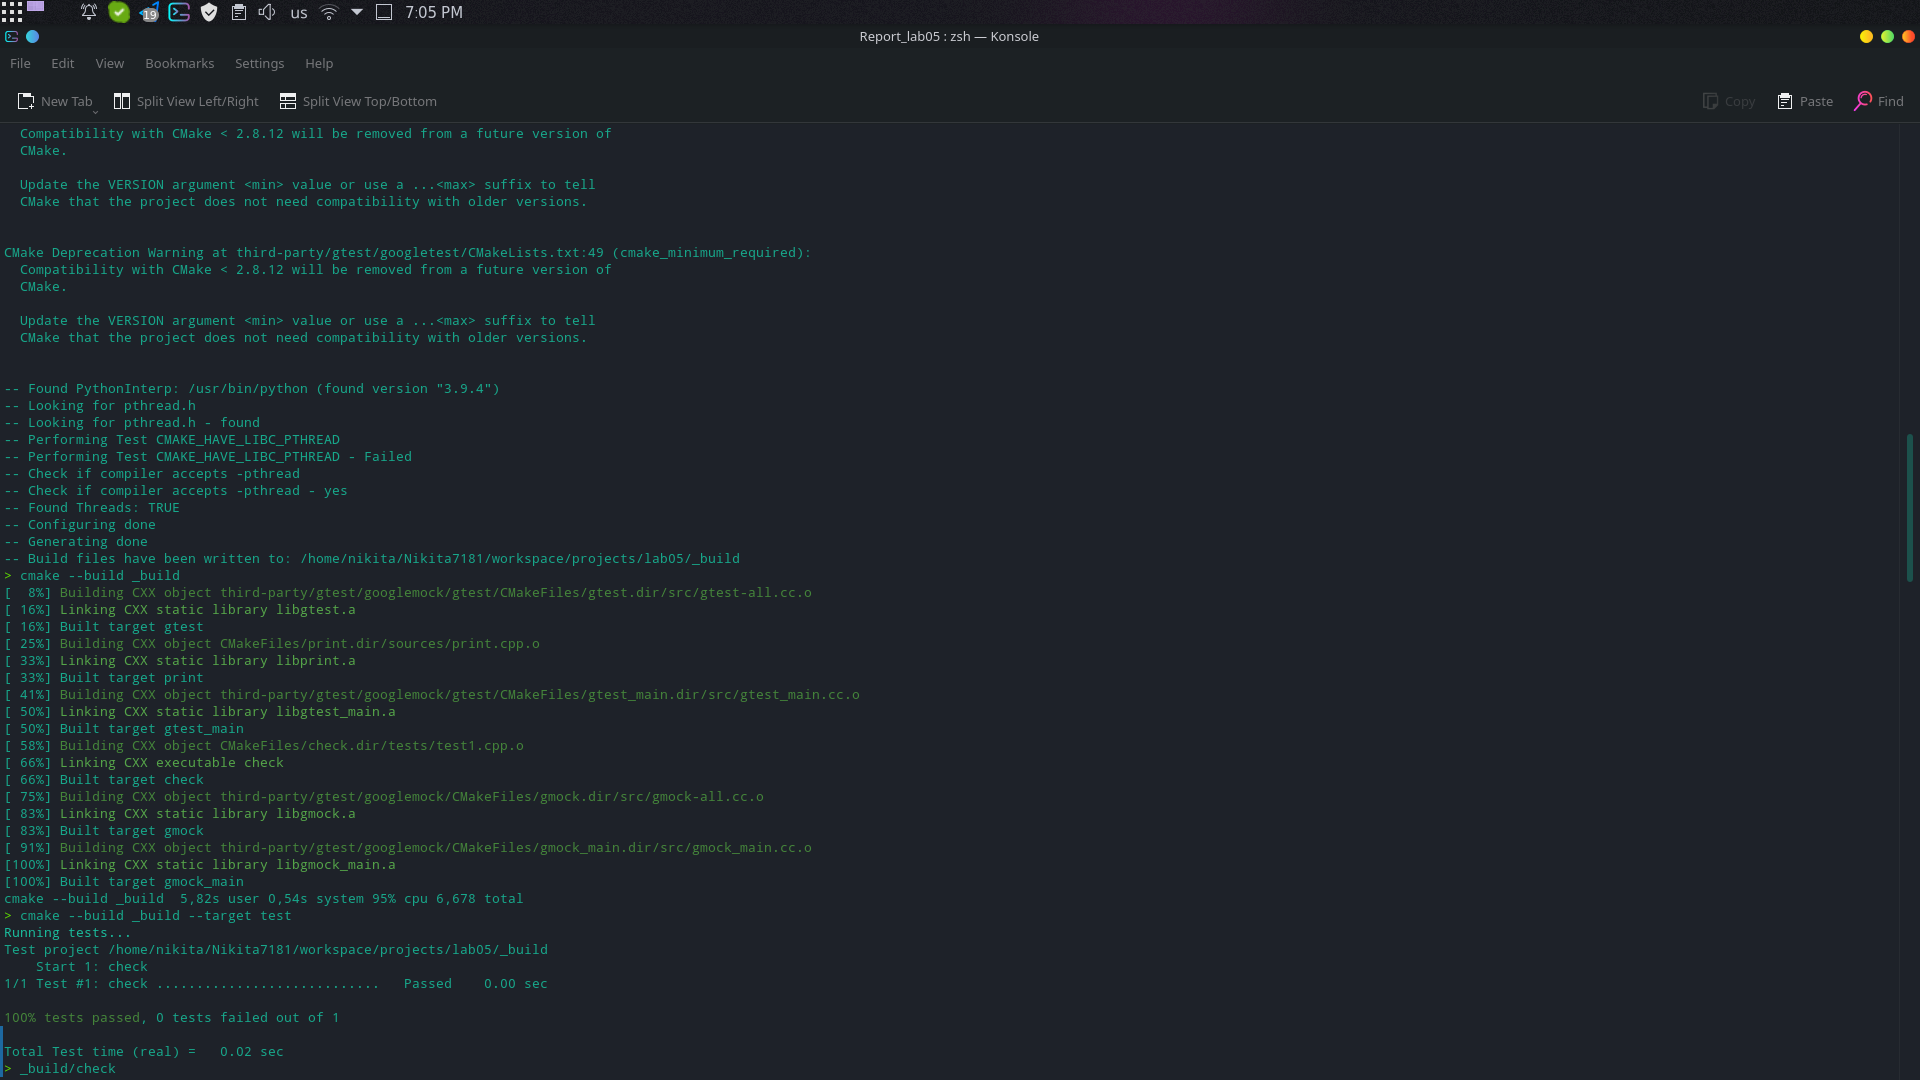 19
us
7:05 PM
Report_lab05 : zsh — Konsole
File Edit View Bookmarks Settings Help
New Tab Split View Left/Right Split View Top/Bottom Copy Paste Find
  Compatibility with CMake < 2.8.12 will be removed from a future version of
  CMake.
  Update the VERSION argument <min> value or use a ...<max> suffix to tell
  CMake that the project does not need compatibility with older versions.
CMake Deprecation Warning at third-party/gtest/googletest/CMakeLists.txt:49 (cmake_minimum_required):
  Compatibility with CMake < 2.8.12 will be removed from a future version of
  CMake.
  Update the VERSION argument <min> value or use a ...<max> suffix to tell
  CMake that the project does not need compatibility with older versions.
-- Found PythonInterp: /usr/bin/python (found version "3.9.4")
-- Looking for pthread.h
-- Looking for pthread.h - found
-- Performing Test CMAKE_HAVE_LIBC_PTHREAD
-- Performing Test CMAKE_HAVE_LIBC_PTHREAD - Failed
-- Check if compiler accepts -pthread
-- Check if compiler accepts -pthread - yes
-- Found Threads: TRUE
-- Configuring done
-- Generating done
-- Build files have been written to: /home/nikita/Nikita7181/workspace/projects/lab05/_build
> cmake --build _build
[  8%] Building CXX object third-party/gtest/googlemock/gtest/CMakeFiles/gtest.dir/src/gtest-all.cc.o
[ 16%] Linking CXX static library libgtest.a
[ 16%] Built target gtest
[ 25%] Building CXX object CMakeFiles/print.dir/sources/print.cpp.o
[ 33%] Linking CXX static library libprint.a
[ 33%] Built target print
[ 41%] Building CXX object third-party/gtest/googlemock/gtest/CMakeFiles/gtest_main.dir/src/gtest_main.cc.o
[ 50%] Linking CXX static library libgtest_main.a
[ 50%] Built target gtest_main
[ 58%] Building CXX object CMakeFiles/check.dir/tests/test1.cpp.o
[ 66%] Linking CXX executable check
[ 66%] Built target check
[ 75%] Building CXX object third-party/gtest/googlemock/CMakeFiles/gmock.dir/src/gmock-all.cc.o
[ 83%] Linking CXX static library libgmock.a
[ 83%] Built target gmock
[ 91%] Building CXX object third-party/gtest/googlemock/CMakeFiles/gmock_main.dir/src/gmock_main.cc.o
[100%] Linking CXX static library libgmock_main.a
[100%] Built target gmock_main
cmake --build _build  5,82s user 0,54s system 95% cpu 6,678 total
> cmake --build _build --target test
Running tests...
Test project /home/nikita/Nikita7181/workspace/projects/lab05/_build
    Start 1: check
1/1 Test #1: check ............................   Passed    0.00 sec
100% tests passed, 0 tests failed out of 1
Total Test time (real) =   0.02 sec
> _build/check